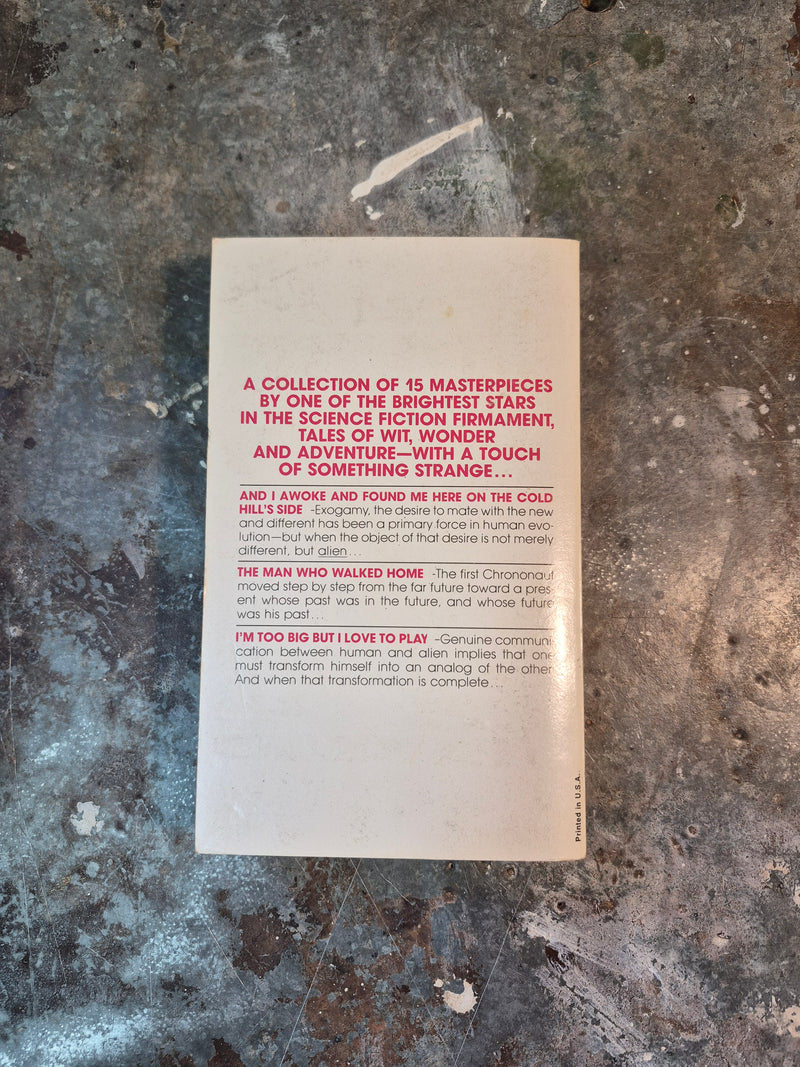 A COLLECTION OF 15 MASTERPIECES
BY ONE OF THE BRIGHTEST STARS
IN THE SCIENCE FICTION FIRMAMENT,
TALES OF WIT, WONDER
AND ADVENTURE—WITH A TOUCH
OF SOMETHING STRANGE...
AND I AWOKE AND FOUND ME HERE ON THE COLD
HILL'S SIDE -Exogamy, the desire to mate with the new
and different has been a primary force in human evo-
lution—but when the object of that desire is not merely
different, but alien...
THE MAN WHO WALKED HOME -The first Chrononaut
moved step by step from the far future toward a pres-
ent whose past was in the future, and whose future
was his past...
I'M TOO BIG BUT I LOVE TO PLAY -Genuine communi-
cation between human and alien implies that one
must transform himself into an analog of the other.
And when that transformation is complete...
Printed in U.S.A.